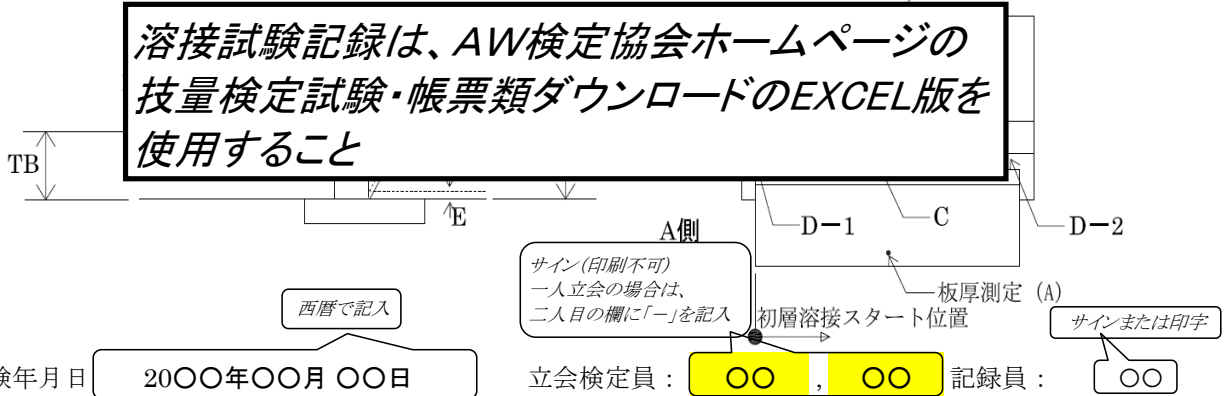 溶接試験記録は、AW検定協会ホームページの
技量検定試験・帳票類ダウンロードのEXCEL版を
使用すること
TB
E
A側
D－1
C
D－2
サイン(印刷不可)
一人立会の場合は、
二人目の欄に「－」を記入
板厚測定 (A)
西暦で記入
初層溶接スタート位置
サインまたは印字
験年月日 20〇〇年〇〇月 〇〇日 立会検定員： 〇〇 ， 〇〇 記録員： 〇〇